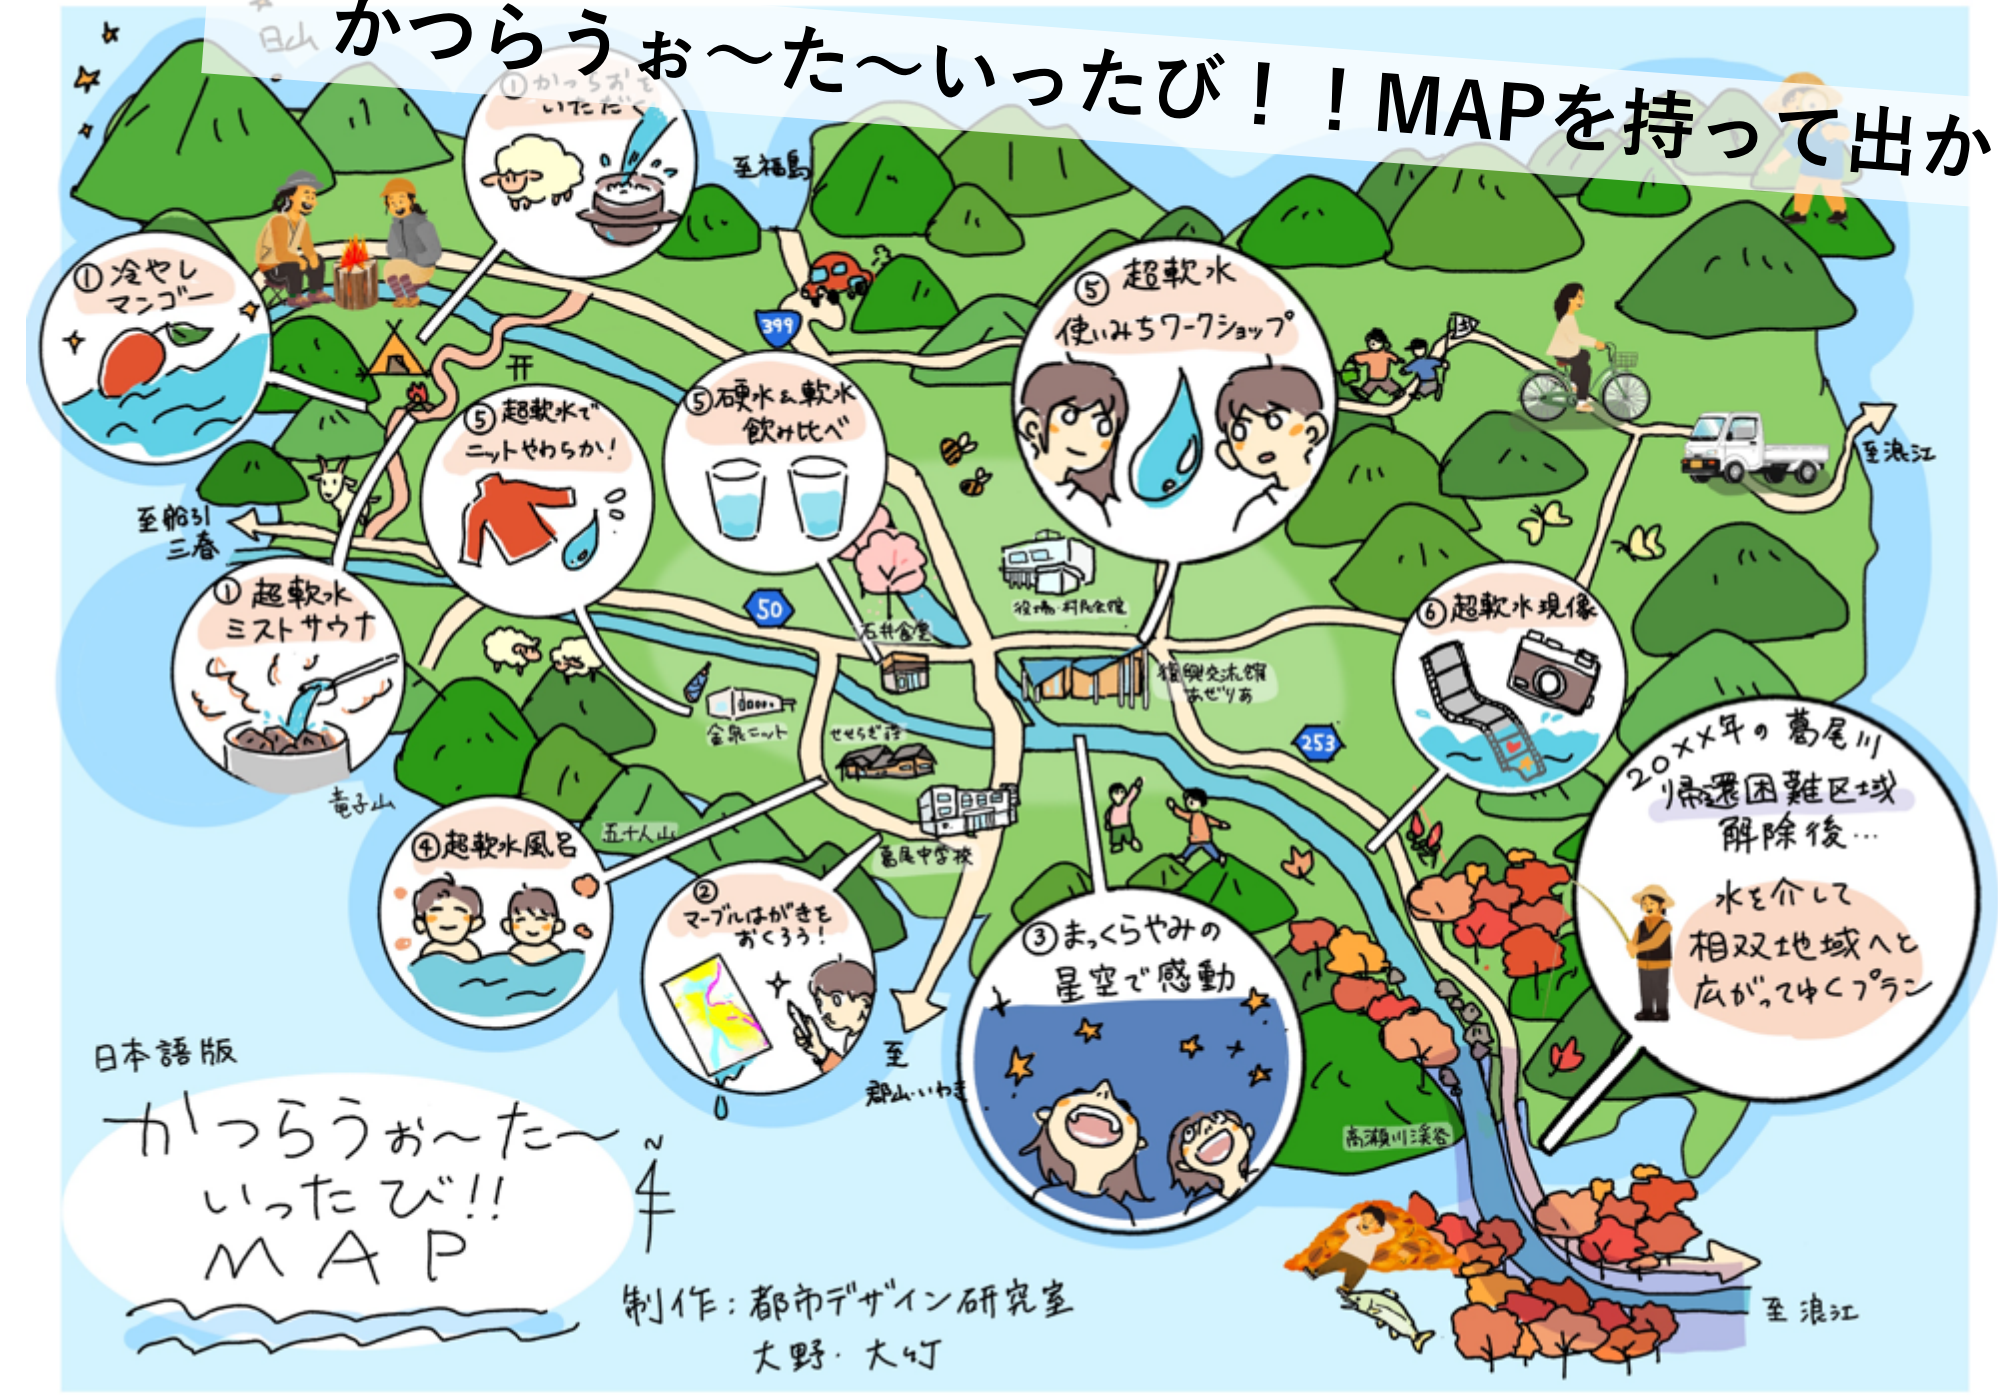 かつらうぉ～た～いったび！！MAPを持って出か
日山
①かつらおを
いただく
至福島
①冷やし
マンゴー
399
⑤超軟水
使いみちワークショップ
⑤超軟水で
ニットやわらか!
⑤硬水&軟水
飲み比べ
至浪江
至船引
三春
①超軟水
ミストサウナ
50
石井食堂
役場・村民会館
復興交流館
あぜりあ
⑥超軟水現像
253
金泉ニット
せせらぎ荘
竜子山
五十人山
葛尾中学校
④超軟水風呂
②
マーブルはがきを
おくろう!
③まっくらやみの
星空で感動
20××年の葛尾川
帰還困難区域
解除後…
水を介して
相双地域へと
広がってゆくプラン
至
郡山・いわき
高瀬川渓谷
日本語版
かつらうぉ～た～
いったび!!
MAP
N
制作:都市デザイン研究室
大野・大竹
至浪江